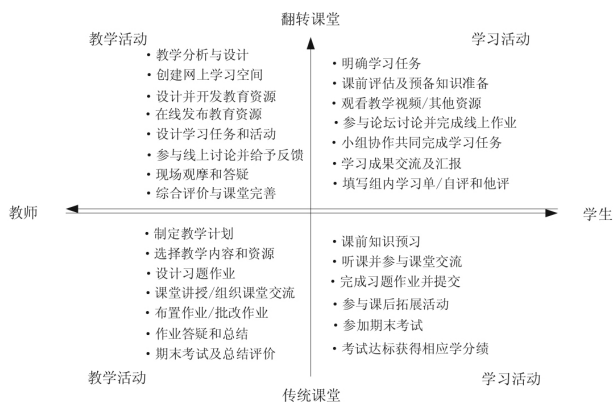 翻转课堂
教学活动
• 教学分析与设计
• 创建网上学习空间
• 设计并开发教育资源
• 在线发布教育资源
• 设计学习任务和活动
• 参与线上讨论并给予反馈
• 现场观摩和答疑
• 综合评价与课堂完善
学习活动
• 明确学习任务
• 课前评估及预备知识准备
• 观看教学视频/其他资源
• 参与论坛讨论并完成线上作业
• 小组协作共同完成学习任务
• 学习成果交流及汇报
• 填写组内学习单/自评和他评
教师
学生
• 制定教学计划
• 选择教学内容和资源
• 设计习题作业
• 课堂讲授/组织课堂交流
• 布置作业/批改作业
• 作业答疑和总结
• 期末考试及总结评价
教学活动
• 课前知识预习
• 听课并参与课堂交流
• 完成习题作业并提交
• 参与课后拓展活动
• 参加期末考试
• 考试达标获得相应学分绩
学习活动
传统课堂